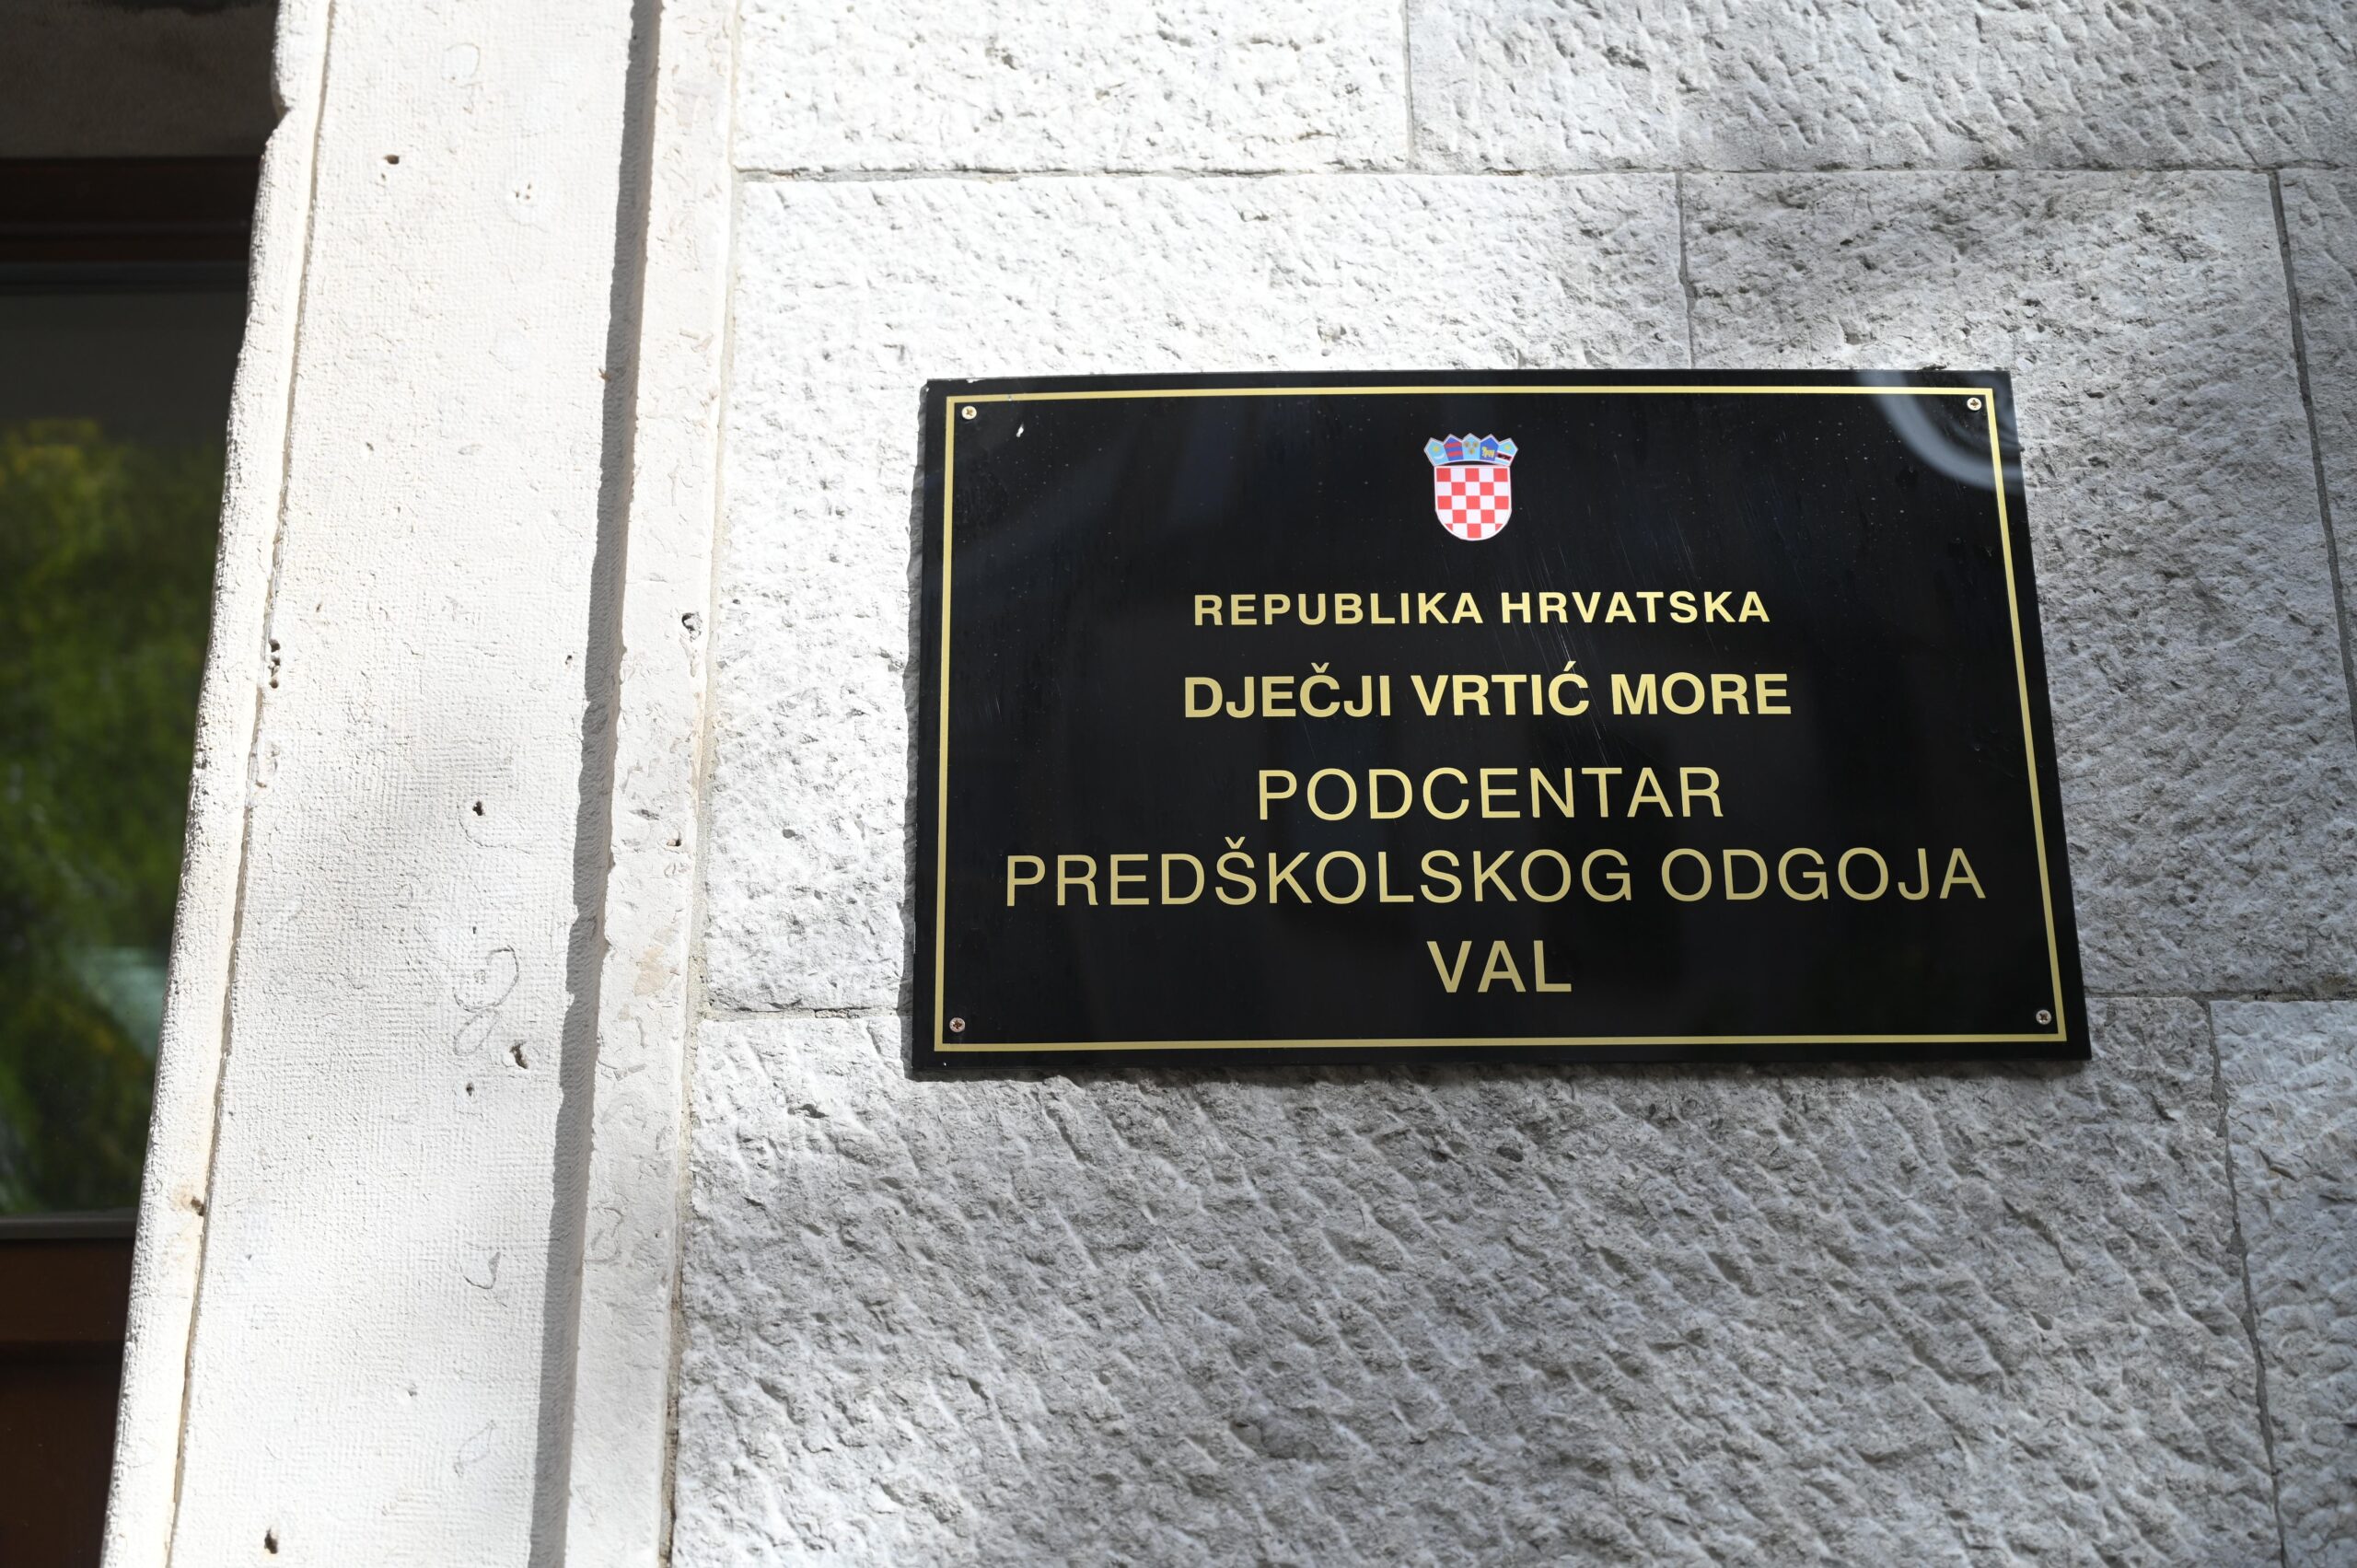 REPUBLIKA HRVATSKA
DJEČJI VRTIĆ MORE
PODCENTAR
PREDŠKOLSKOG ODGOJA
VAL